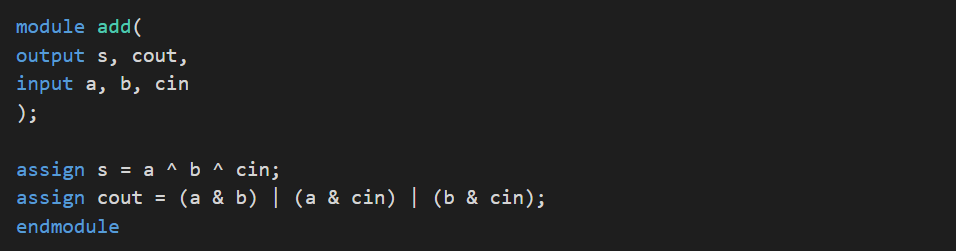 module add(
output s, cout,
input a, b, cin
);
assign s = a ^ b ^ cin;
assign cout = (a & b) | (a & cin) | (b & cin);
endmodule